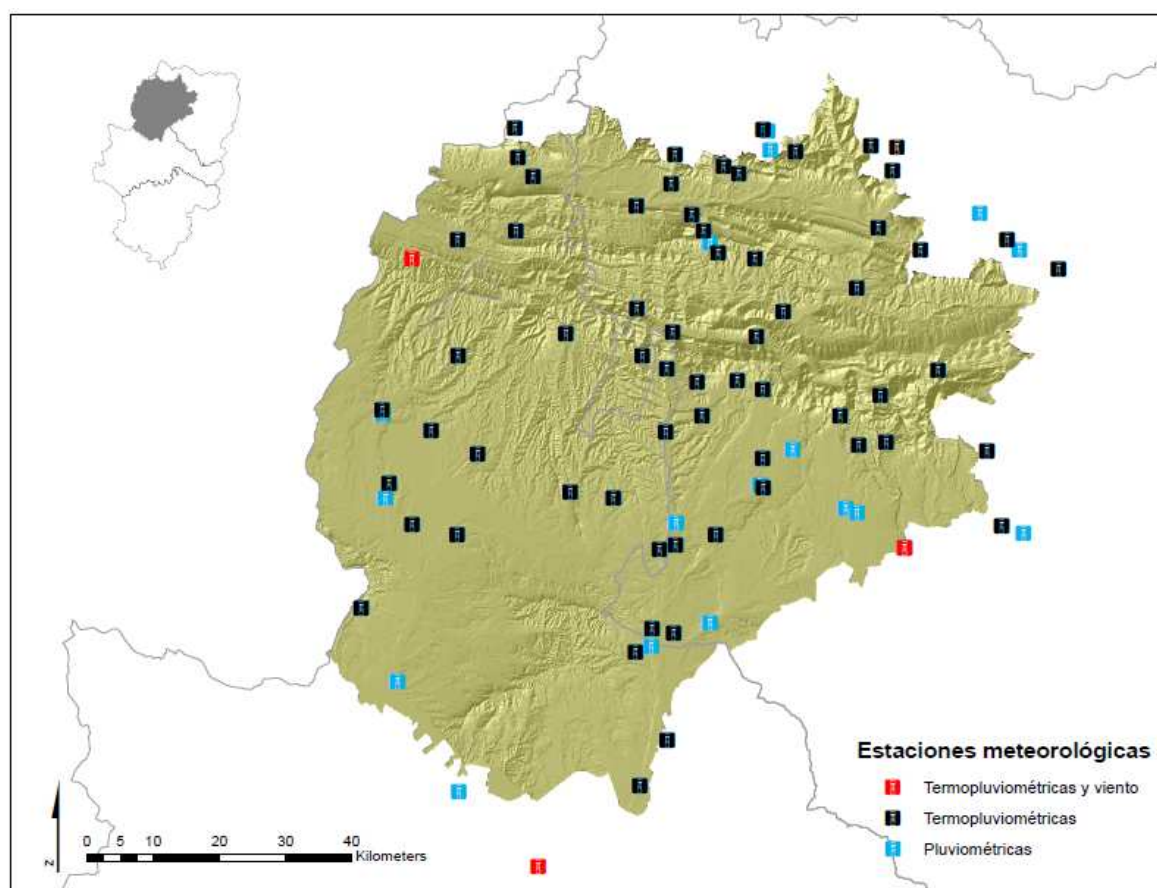 Estaciones meteorológicas
Termopluviométricas y viento
Termopluviométricas
Pluviométricas
0 5 10 20 30 40
Kilometers
z